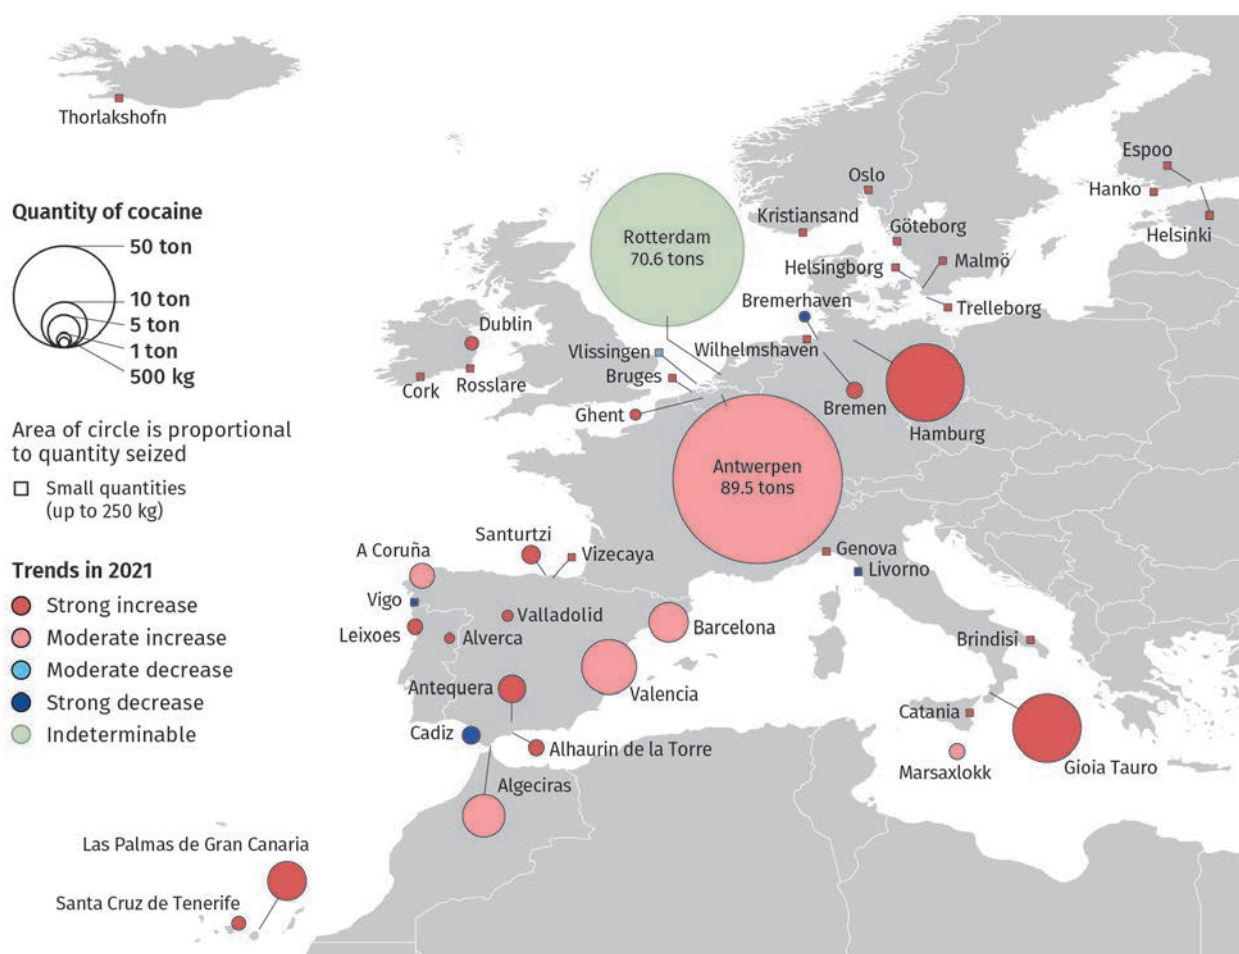 Thorlakshofn
Quantity of cocaine
50 ton
10 ton
5 ton
1 ton
500 kg
Area of circle is proportional
to quantity seized
Small quantities
(up to 250 kg)
Trends in 2021
Strong increase
Moderate increase
Moderate decrease
Strong decrease
Indeterminable
Espoo
Hanko
Helsinki
Oslo
Kristiansand
Göteborg
Helsingborg
Malmö
Trelleborg
Rotterdam
70.6 tons
Bremerhaven
Wilhelmshaven
Vlissingen
Bruges
Ghent
Dublin
Cork
Rosslare
Bremen
Hamburg
Antwerpen
89.5 tons
Santurtzi
Vizecaya
A Coruña
Vigo
Leixoes
Valladolid
Alverca
Barcelona
Valencia
Antequera
Cadiz
Alhaurin de la Torre
Algeciras
Genova
Livorno
Brindisi
Catania
Marsaxlokk
Gioia Tauro
Las Palmas de Gran Canaria
Santa Cruz de Tenerife